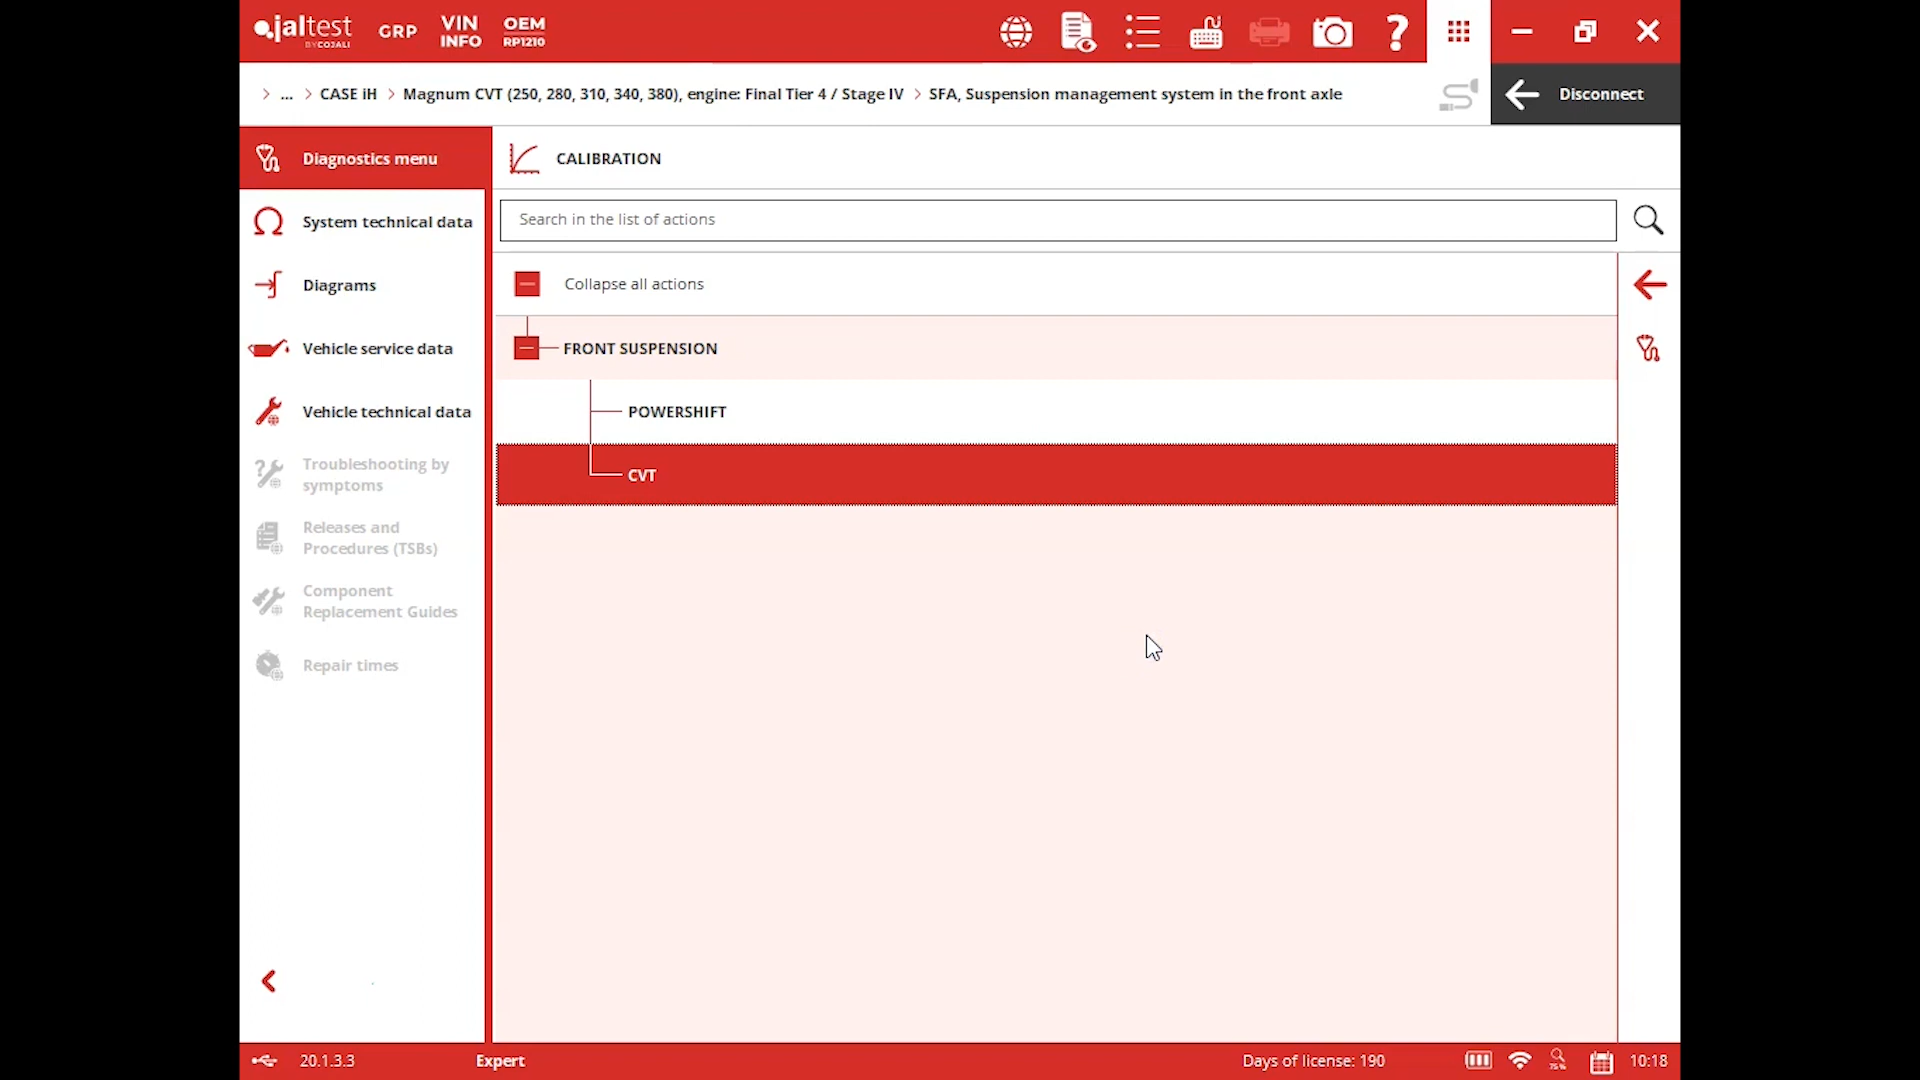 jaltest
BY COJALI
GRP
VIN
INFO
OEM
RP1210
... > CASE iH > Magnum CVT (250, 280, 310, 340, 380), engine: Final Tier 4 / Stage IV > SFA, Suspension management system in the front axle
Disconnect
Diagnostics menu
CALIBRATION
System technical data
Search in the list of actions
Diagrams
Collapse all actions
Vehicle service data
FRONT SUSPENSION
Vehicle technical data
POWERSHIFT
Troubleshooting by
symptoms
CVT
Releases and
Procedures (TSBs)
Component
Replacement Guides
Repair times
20.1.3.3
Expert
Days of license: 190
75%
10:18